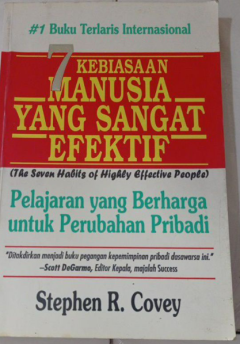 #1 Buku Terlaris Internasional
7 KEBIASAAN
MANUSIA
YANG SANGAT
EFEKTIF
(The Seven Habits of Highly Effective People)
Pelajaran yang Berharga
untuk Perubahan Pribadi
"Ditakdirkan menjadi buku pegangan kepemimpinan pribadi dasawarsa ini."
—Scott DeGarmo, Editor Kepala, majalah Success
Stephen R. Covey